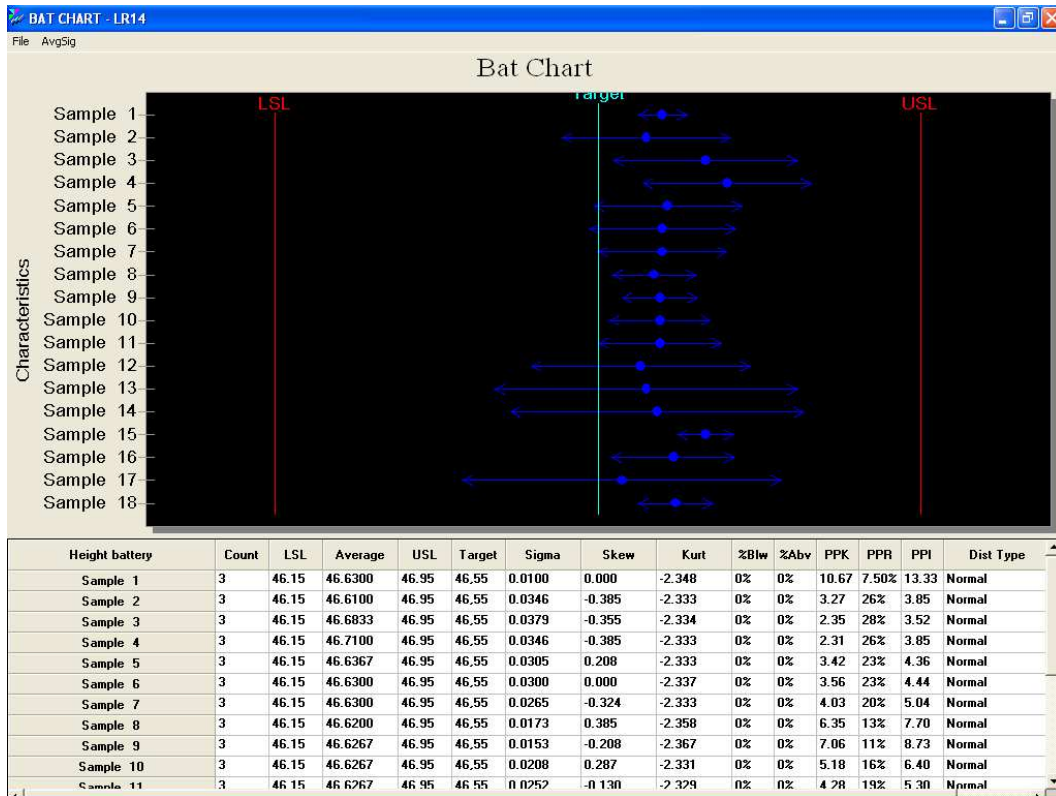 BAT CHART - LR14
File AvgSig
Bat Chart
LSL Target USL
Characteristics
Sample 1
Sample 2
Sample 3
Sample 4
Sample 5
Sample 6
Sample 7
Sample 8
Sample 9
Sample 10
Sample 11
Sample 12
Sample 13
Sample 14
Sample 15
Sample 16
Sample 17
Sample 18
Height battery Count LSL Average USL Target Sigma Skew Kurt %Blw %Abv PPK PPR PPI Dist Type
Sample 1 3 46.15 46.6300 46.95 46,55 0.0100 0.000 -2.348 0% 0% 10.67 7.50% 13.33 Normal
Sample 2 3 46.15 46.6100 46.95 46,55 0.0346 -0.385 -2.333 0% 0% 3.27 26% 3.85 Normal
Sample 3 3 46.15 46.6833 46.95 46,55 0.0379 -0.355 -2.334 0% 0% 2.35 28% 3.52 Normal
Sample 4 3 46.15 46.7100 46.95 46,55 0.0346 -0.385 -2.333 0% 0% 2.31 26% 3.85 Normal
Sample 5 3 46.15 46.6367 46.95 46,55 0.0305 0.208 -2.333 0% 0% 3.42 23% 4.36 Normal
Sample 6 3 46.15 46.6300 46.95 46,55 0.0300 0.000 -2.337 0% 0% 3.56 23% 4.44 Normal
Sample 7 3 46.15 46.6300 46.95 46,55 0.0265 -0.324 -2.333 0% 0% 4.03 20% 5.04 Normal
Sample 8 3 46.15 46.6200 46.95 46,55 0.0173 0.385 -2.358 0% 0% 6.35 13% 7.70 Normal
Sample 9 3 46.15 46.6267 46.95 46,55 0.0153 -0.208 -2.367 0% 0% 7.06 11% 8.73 Normal
Sample 10 3 46.15 46.6267 46.95 46,55 0.0208 0.287 -2.331 0% 0% 5.18 16% 6.40 Normal
Sample 11 3 46.15 46.6267 46.95 46,55 0.0252 -0.130 -2.329 0% 0% 4.28 19% 5.30 Normal